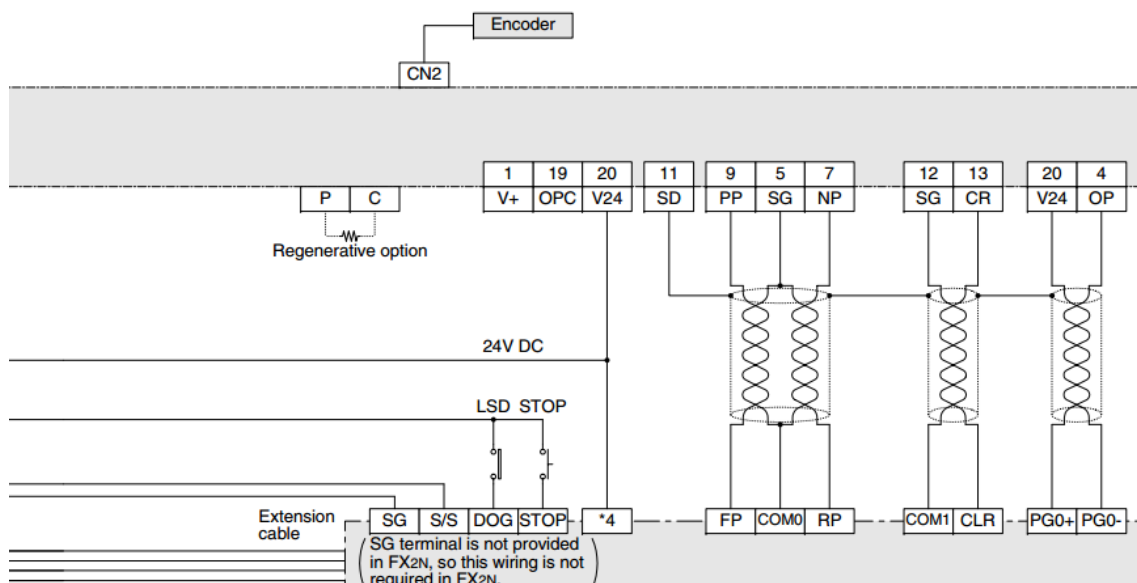 Encoder
CN2
1 19 20 11 9 5 7 12 13 20 4
P C V+ OPC V24 SD PP SG NP SG CR V24 OP
Regenerative option
24V DC
LSD STOP
Extension
cable
SG S/S DOG STOP *4 FP COM0 RP COM1 CLR PG0+ PG0-
( SG terminal is not provided
in FX2N, so this wiring is not
required in FX2N. )